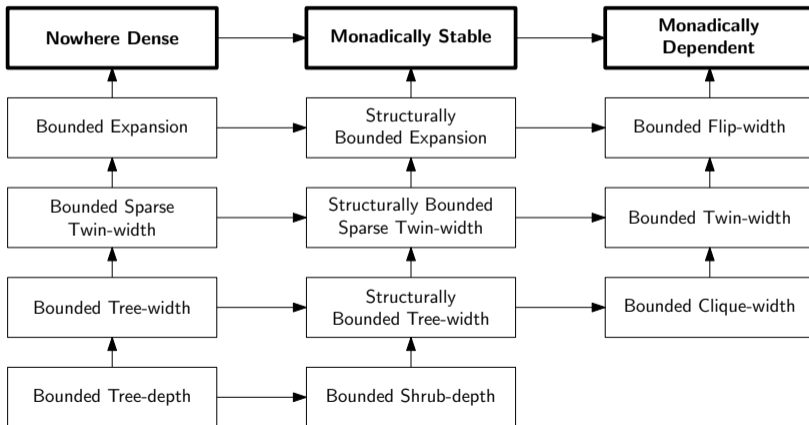 Nowhere Dense
Monadically Stable
Monadically
Dependent
Bounded Expansion
Structurally
Bounded Expansion
Bounded Flip-width
Bounded Sparse
Twin-width
Structurally Bounded
Sparse Twin-width
Bounded Twin-width
Bounded Tree-width
Structurally
Bounded Tree-width
Bounded Clique-width
Bounded Tree-depth
Bounded Shrub-depth